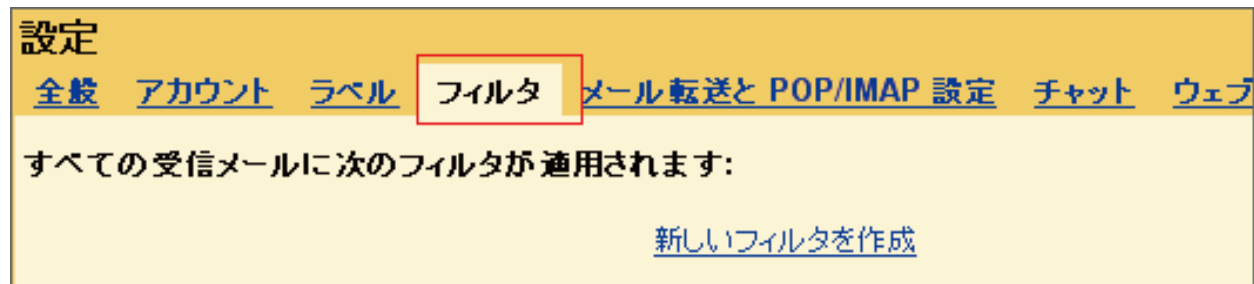 設定
全般 アカウント ラベル フィルタ メール転送と POP/IMAP 設定 チャット ウェブ
すべての受信メールに次のフィルタが適用されます:
新しいフィルタを作成